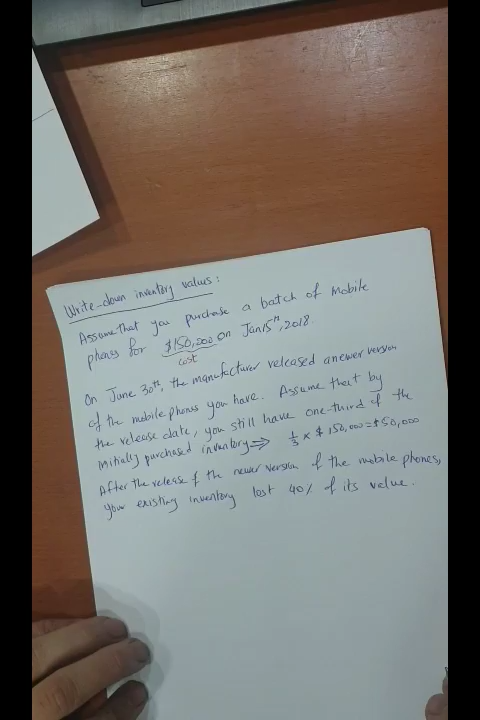 Write-down inventory values:
Assume that you purchase a batch of mobile
phones for $150,000 on Jan 15th, 2018.
cost
On June 30th, the manufacturer released a newer version
of the mobile phones you have. Assume that by
the release date, you still have one-third of the
initially purchased inventory ⇒ 1/3 × $150,000 = $50,000
After the release of the newer version of the mobile phones,
your existing inventory lost 40% of its value.